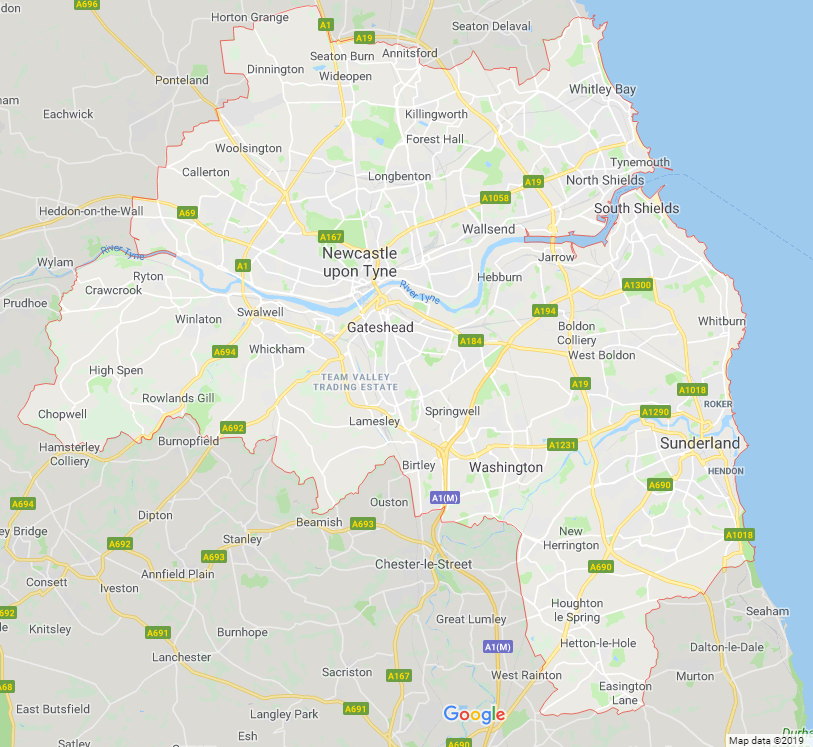 don
A696
Horton Grange
A1
A19
Seaton Delaval
Seaton Burn
Annitsford
Dinnington
Wideopen
Ponteland
Whitley Bay
ham
Eachwick
Killingworth
Forest Hall
Woolsington
Tynemouth
Callerton
Longbenton
A19
North Shields
A1058
Heddon-on-the-Wall
A69
South Shields
A167
Wallsend
River Tyne
Newcastle
upon Tyne
Jarrow
Wylam
A1
Ryton
Hebburn
Crawcrook
River Tyne
A1300
Prudhoe
Winlaton
Swalwell
A194
Whitburn
Gateshead
Boldon
Colliery
A184
Whickham
A694
West Boldon
High Spen
TEAM VALLEY
TRADING ESTATE
A19
A1018
Rowlands Gill
ROKER
Chopwell
Springwell
A1290
Lamesley
A692
Burnopfield
Sunderland
Hamsterley
Colliery
A1231
Birtley
Washington
HENDON
A690
A1(M)
A694
Ouston
Dipton
Beamish
A693
ey Bridge
Stanley
New
Herrington
A1018
A692
A693
Chester-le-Street
A690
Annfield Plain
Consett
Iveston
Houghton
le Spring
692
Seaham
le
Great Lumley
Knitsley
A691
Burnhope
Hetton-le-Hole
A1(M)
Dalton-le-Dale
Lanchester
Sacriston
A167
West Rainton
Murton
A68
Easington
Lane
East Butsfield
A691
Langley Park
Google
Esh
Satley
A690
Durha
Map data ©2019